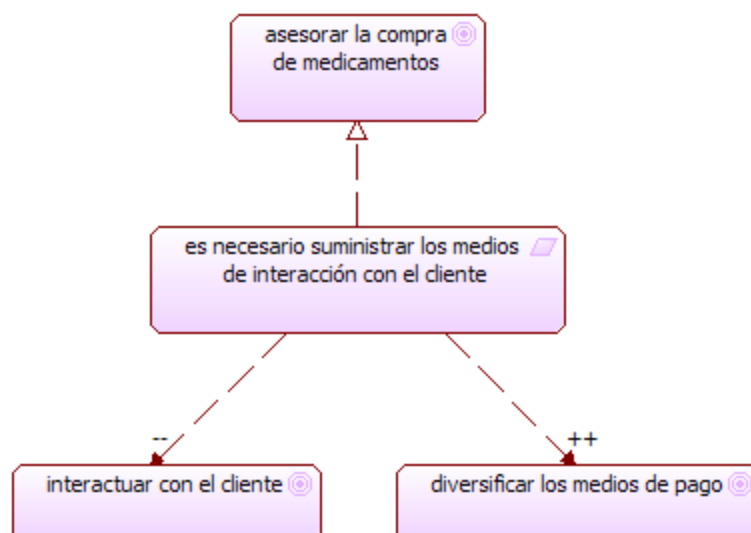 asesorar la compra
de medicamentos
es necesario suministrar los medios
de interacción con el cliente
--
++
interactuar con el cliente
diversificar los medios de pago